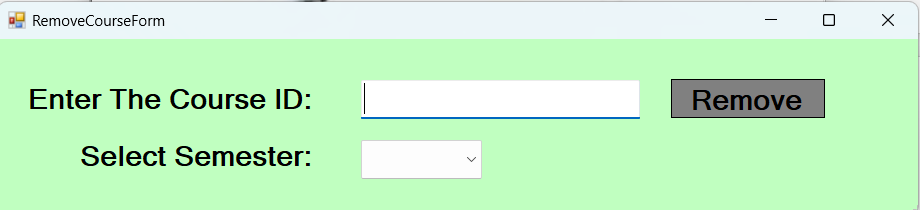 RemoveCourseForm
Enter The Course ID:
Remove
Select Semester: